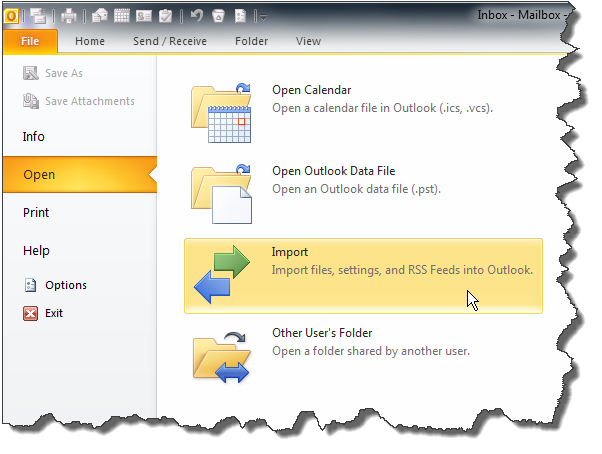 Inbox - Mailbox -
File Home Send / Receive Folder View
Save As
Save Attachments
Info
Open
Print
Help
Options
Exit
Open Calendar
Open a calendar file in Outlook (.ics, .vcs).
Open Outlook Data File
Open an Outlook data file (.pst).
Import
Import files, settings, and RSS Feeds into Outlook.
Other User's Folder
Open a folder shared by another user.